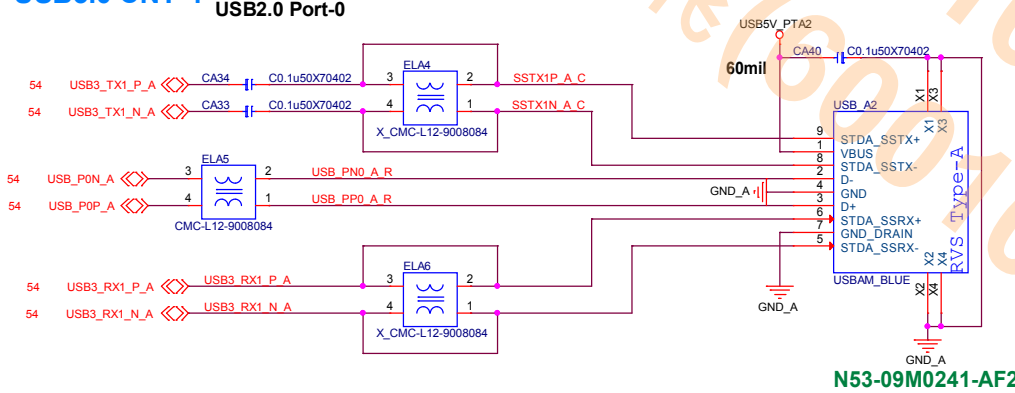 USB2.0 Port-0
USB5V_PTA2
CA40 C0.1u50X70402
60mil
54 USB3_TX1_P_A CA34 C0.1u50X70402 3 ELA4 2 SSTX1P_A_C
54 USB3_TX1_N_A CA33 C0.1u50X70402 4 1 SSTX1N_A_C
X_CMC-L12-9008084
54 USB_P0N_A 3 ELA5 2 USB_PN0_A_R
54 USB_P0P_A 4 1 USB_PP0_A_R
CMC-L12-9008084
54 USB3_RX1_P_A USB3_RX1_P_A 3 ELA6 2
54 USB3_RX1_N_A USB3_RX1_N_A 4 1
X_CMC-L12-9008084
X1 X3
USB_A2
X1 X3
9 STDA_SSTX+
1 VBUS
8 STDA_SSTX-
2 D-
GND_A 4 GND
3 D+
6 STDA_SSRX+
7 GND_DRAIN
5 STDA_SSRX-
RVS Type-A
X2 X4
USBAM_BLUE
X2 X4
GND_A
GND_A
N53-09M0241-AF2